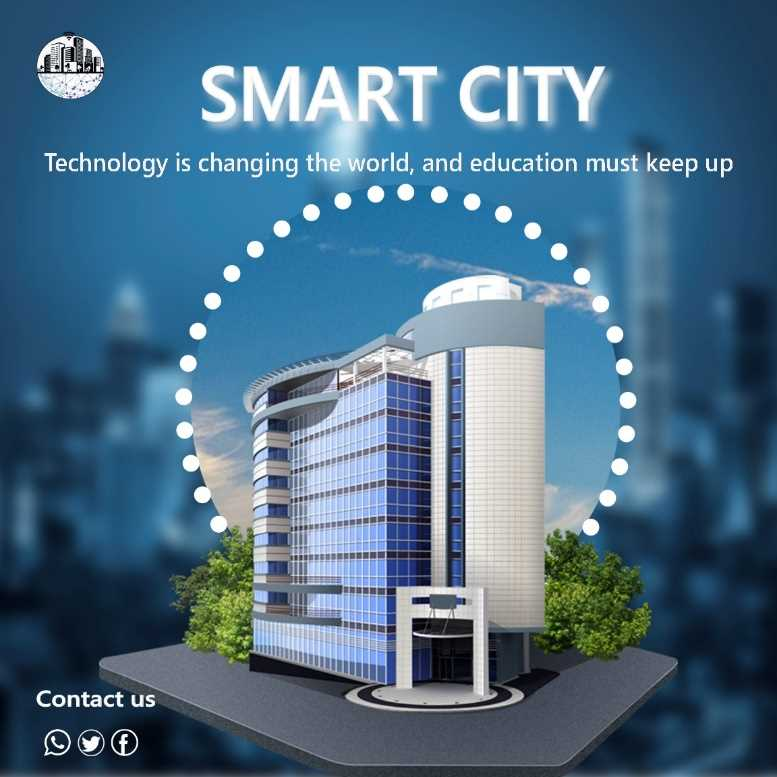 SMART CITY
Technology is changing the world, and education must keep up
Contact us